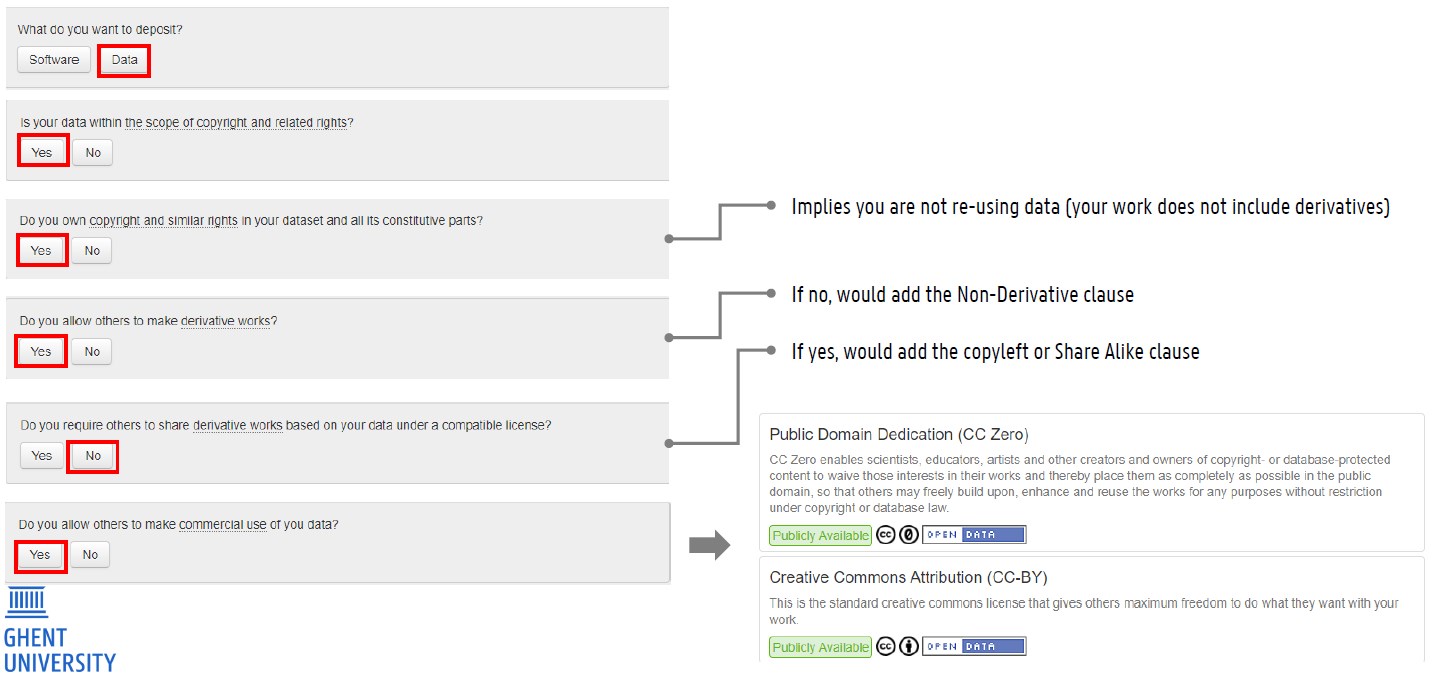 What do you want to deposit?
Software Data
Is your data within the scope of copyright and related rights?
Yes No
Do you own copyright and similar rights in your dataset and all its constitutive parts?
Yes No
Implies you are not re-using data (your work does not include derivatives)
Do you allow others to make derivative works?
Yes No
If no, would add the Non-Derivative clause
Do you require others to share derivative works based on your data under a compatible license?
Yes No
If yes, would add the copyleft or Share Alike clause
Do you allow others to make commercial use of you data?
Yes No
Public Domain Dedication (CC Zero)
CC Zero enables scientists, educators, artists and other creators and owners of copyright- or database-protected
content to waive those interests in their works and thereby place them as completely as possible in the public
domain, so that others may freely build upon, enhance and reuse the works for any purposes without restriction
under copyright or database law.
Publicly Available cc 0 OPEN DATA
Creative Commons Attribution (CC-BY)
This is the standard creative commons license that gives others maximum freedom to do what they want with your
work.
Publicly Available cc OPEN DATA
GHENT
UNIVERSITY